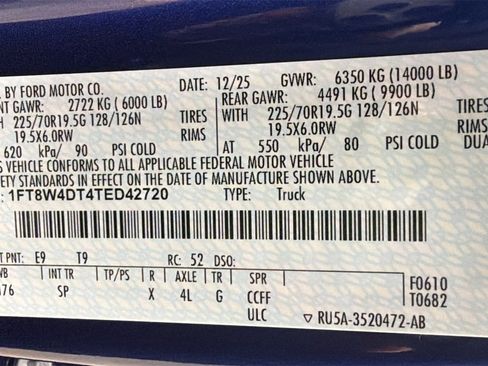 . BY FORD MOTOR CO.
DATE: 12/25 GVWR: 6350 KG (14000 LB)
NT GAWR: 2722 KG (6000 LB) REAR GAWR: 4491 KG (9900 LB)
225/70R19.5G 128/126N TIRES WITH 225/70R19.5G 128/126N TIRES
19.5X6.0RW RIMS 19.5X6.0RW RIMS
620 kPa/ 90 PSI COLD AT 550 kPa/ 80 PSI COLD DUA
S VEHICLE CONFORMS TO ALL APPLICABLE FEDERAL MOTOR VEHICLE
FETY STANDARDS IN EFFECT ON THE DATE OF MANUFACTURE SHOWN ABOVE.
: 1FT8W4DT4TED42720 TYPE: Truck
T PNT: E9 T9 RC: 52 DSO:
WB INT TR TP/PS R AXLE TR SPR F0610
176 SP X 4L G CCFF T0682
ULC ▽ RU5A-3520472-AB